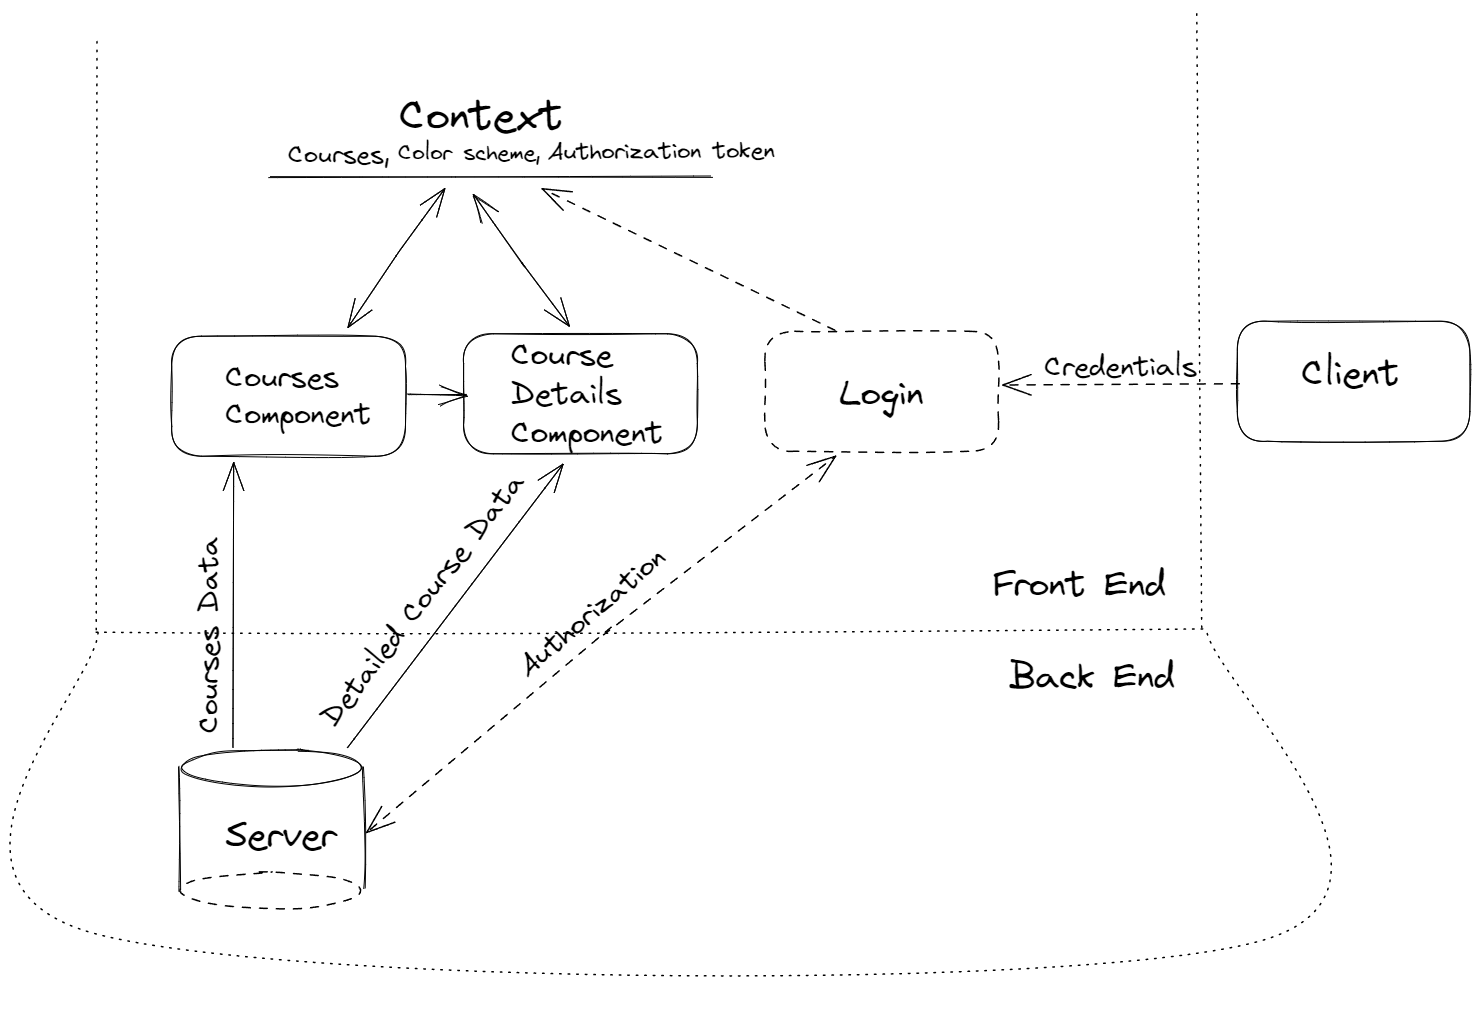 Context
Courses, Color scheme, Authorization token
Courses
Component
Course
Details
Component
Login
Credentials
Client
Courses Data
Detailed Course Data
Authorization
Front End
Back End
Server